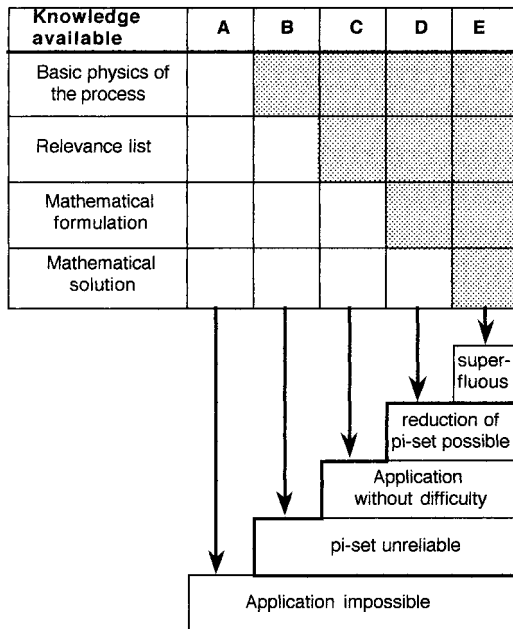 Knowledge available A B C D E
Basic physics of
the process
Relevance list
Mathematical
formulation
Mathematical
solution
super-
fluous
reduction of
pi-set possible
Application
without difficulty
pi-set unreliable
Application impossible